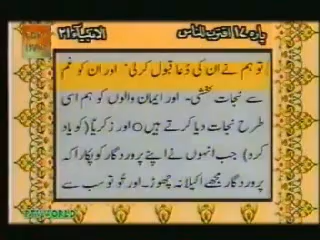 پارہ ۱۷ اقترب للناس
الانبیآء ۲۱
تو ہم نے ان کی دعا قبول کرلی اور ان کو غم
سے نجات بخشی۔ اور ایمان والوں کو ہم اسی
طرح نجات دیا کرتے ہیں○ اور زکریا (کو یاد
کرو) جب انہوں نے اپنے پروردگار کو پکارا کہ
پروردگار مجھے اکیلا نہ چھوڑ۔ اور تو سب سے
WORLD